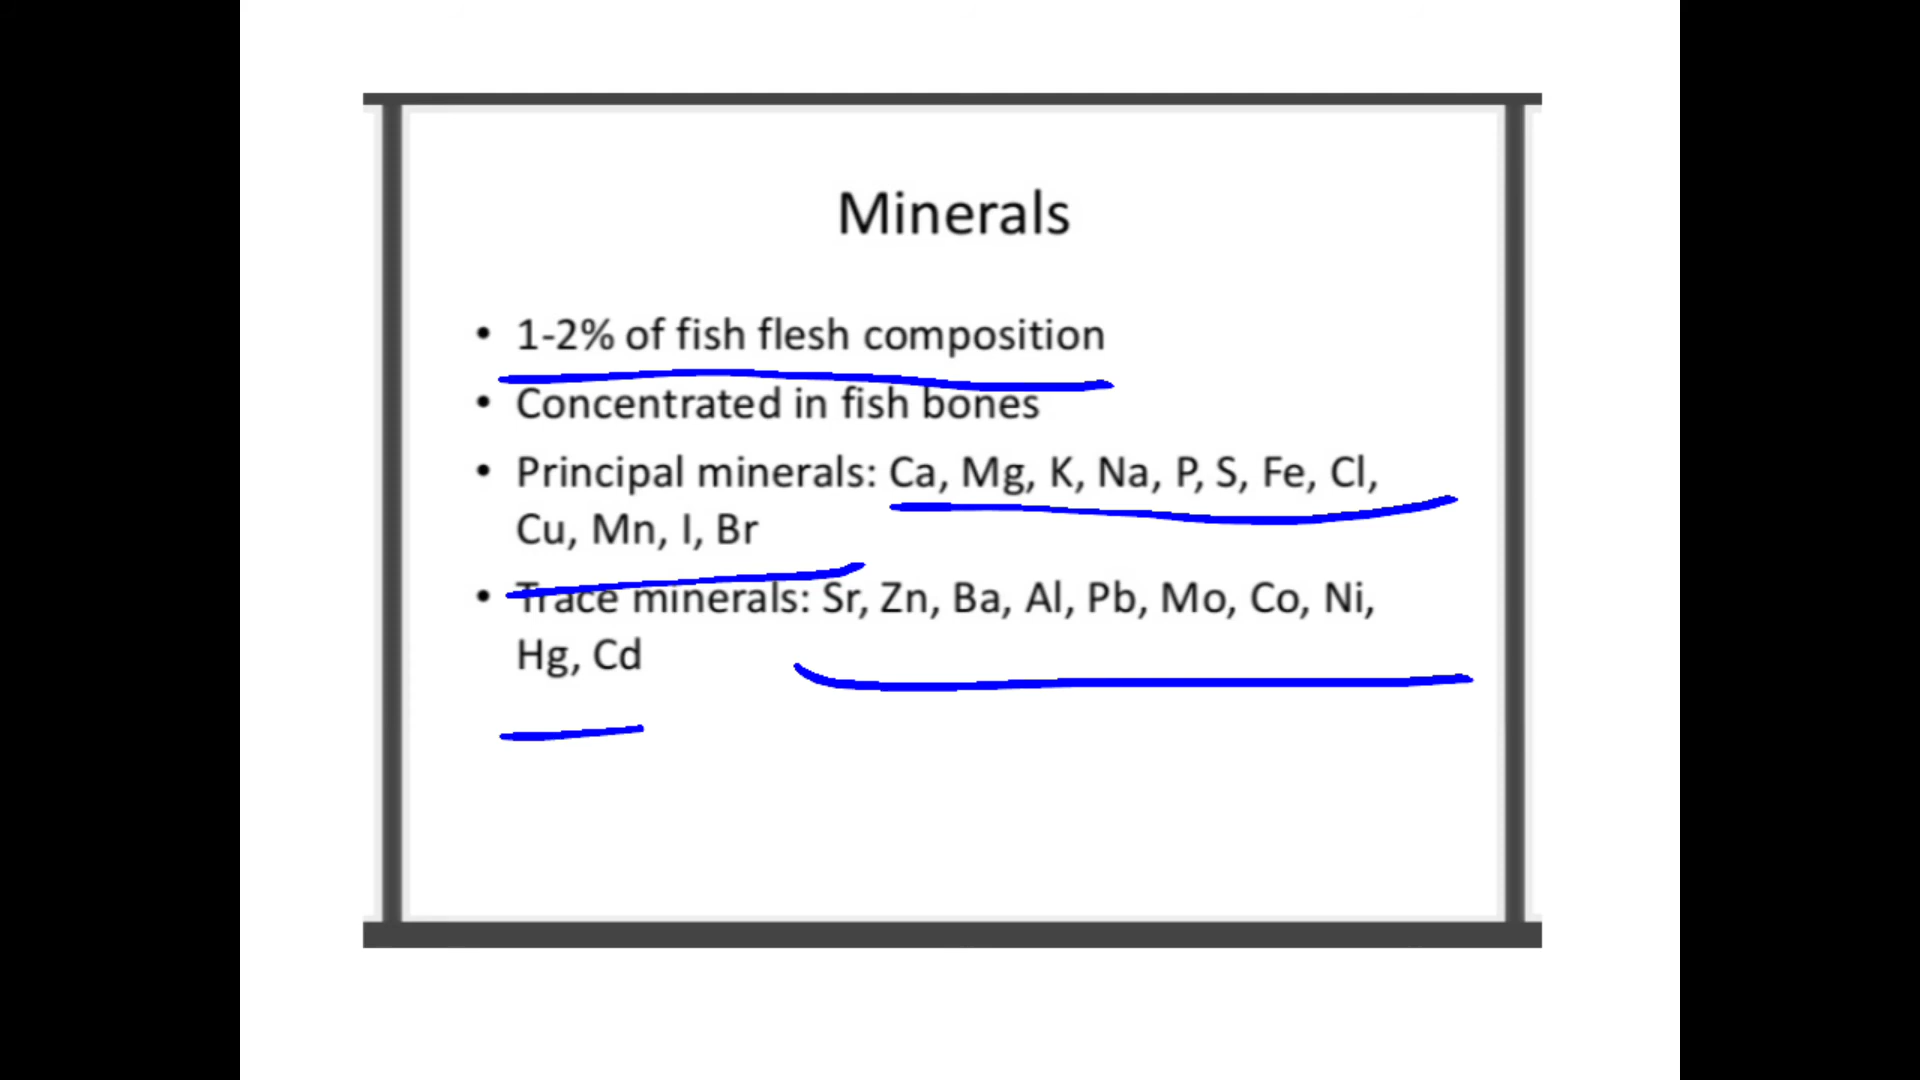 Minerals
• 1-2% of fish flesh composition
• Concentrated in fish bones
• Principal minerals: Ca, Mg, K, Na, P, S, Fe, Cl,
Cu, Mn, I, Br
• Trace minerals: Sr, Zn, Ba, Al, Pb, Mo, Co, Ni,
Hg, Cd